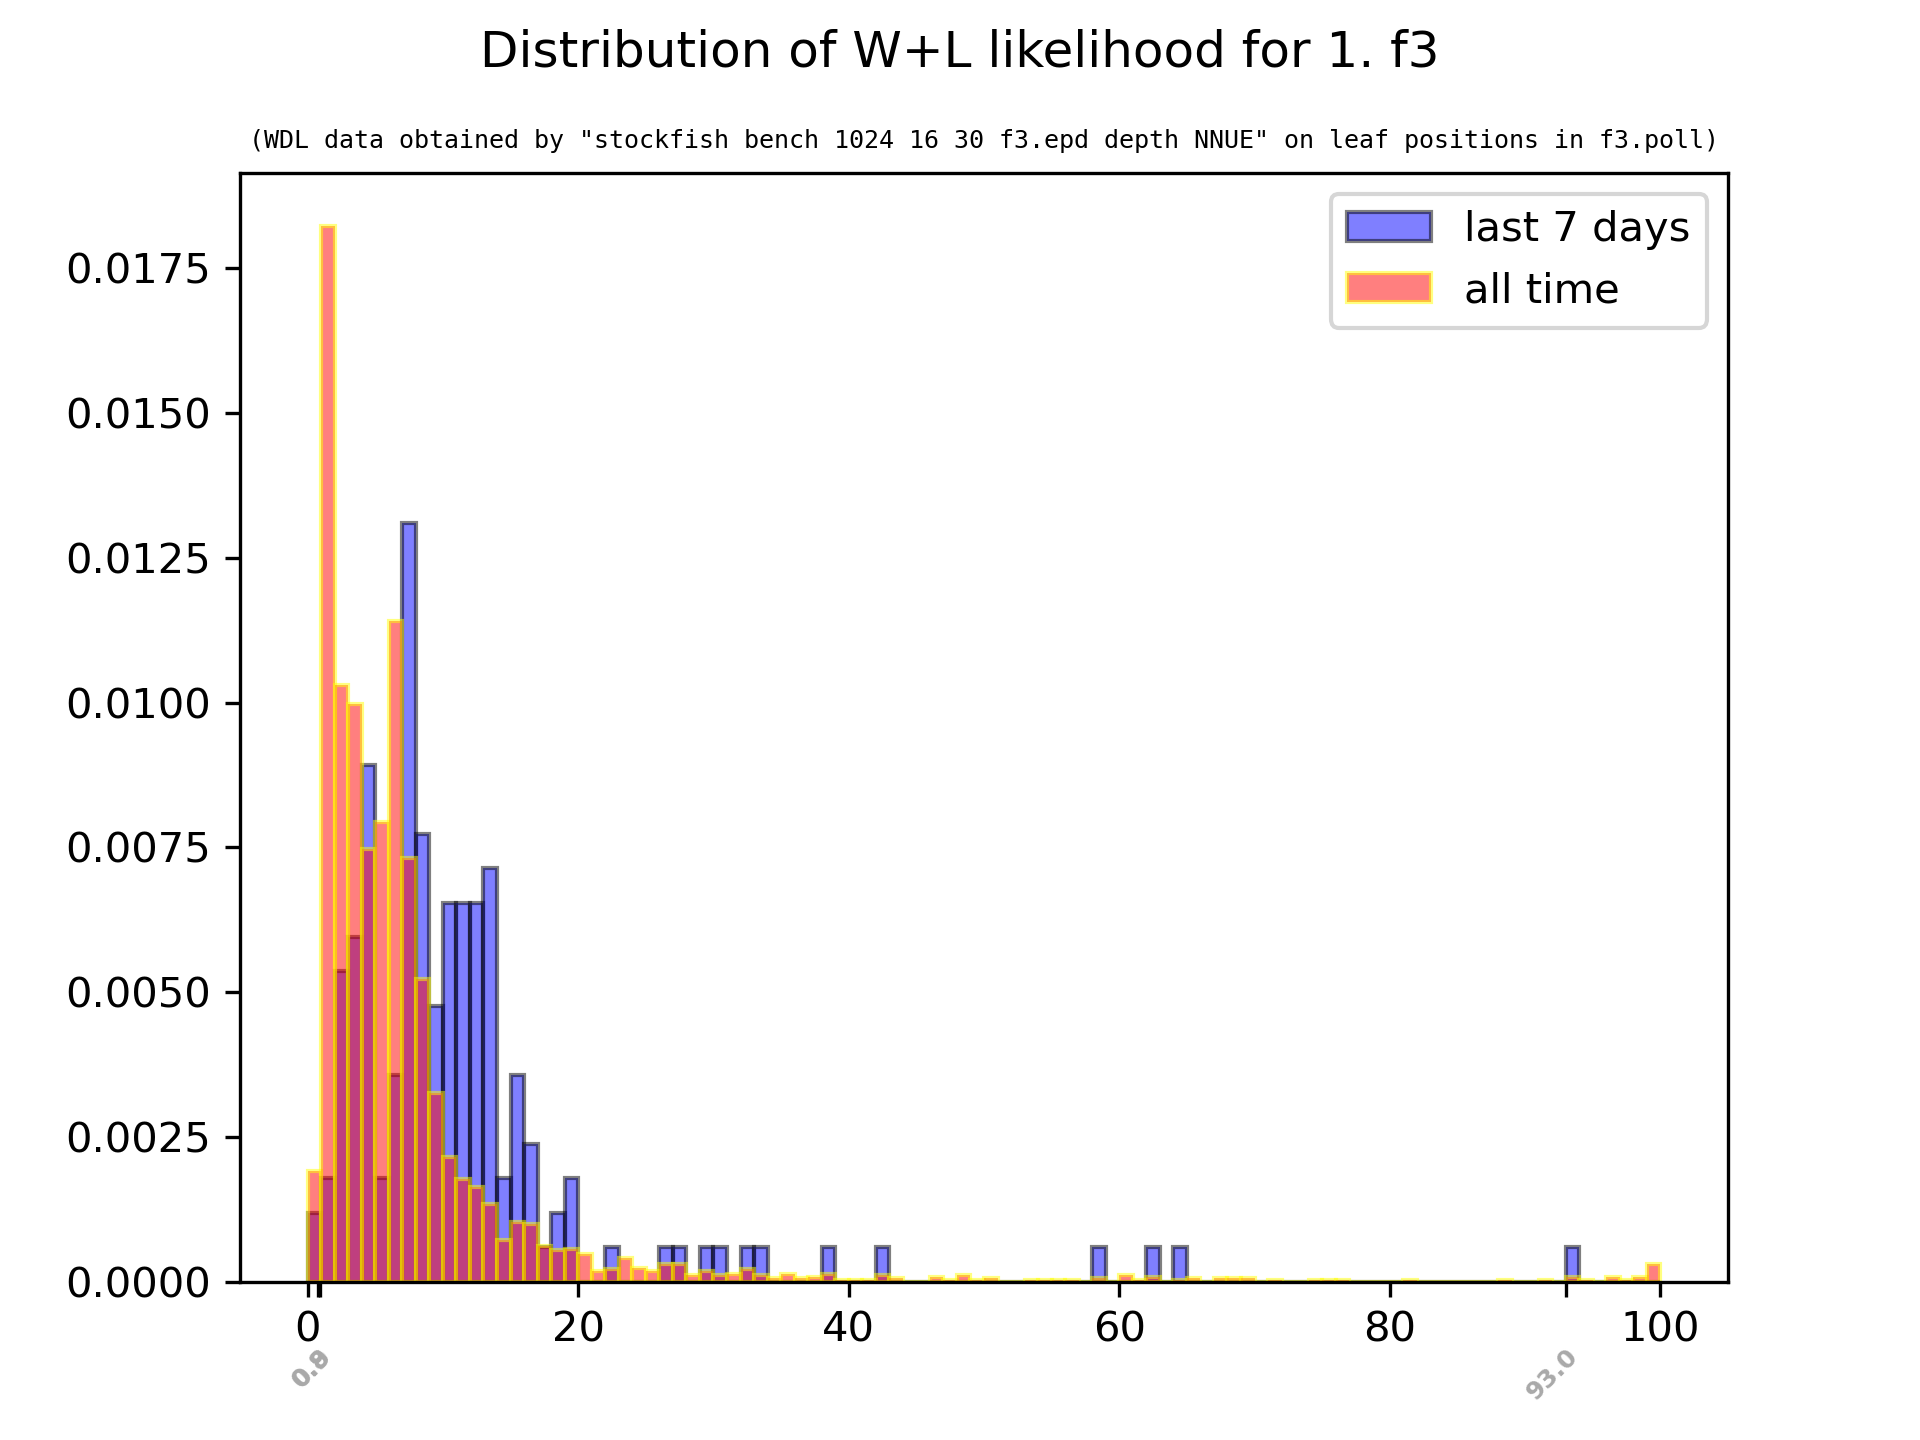 Distribution of W+L likelihood for 1. f3
(WDL data obtained by "stockfish bench 1024 16 30 f3.epd depth NNUE" on leaf positions in f3.poll)
last 7 days
all time
0.0175
0.0150
0.0125
0.0100
0.0075
0.0050
0.0025
0.0000
0 20 40 60 80 100
93.0